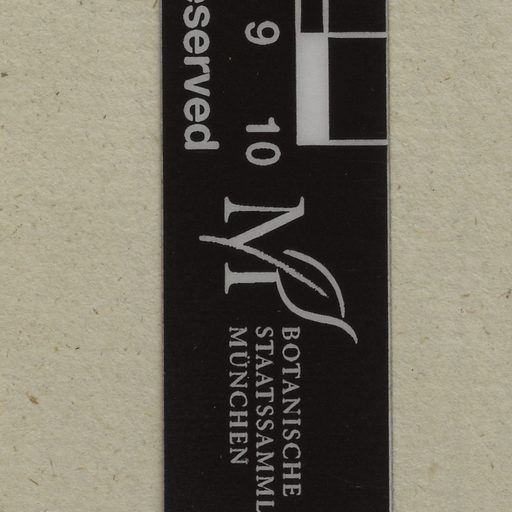 eserved
9 10
M
BOTANISCHE
STAATSSAMML
MÜNCHEN